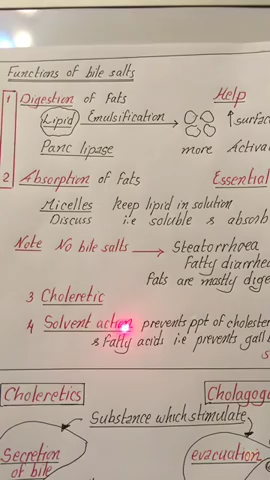 Functions of bile salts
1 Digestion of fats Help
Lipid Emulsification ↑ surfac
Panc lipase more Activa
2 Absorption of fats Essential
Micelles keep lipid in solution
Discuss i.e soluble & absorb
Note No bile salts → Steatorrhoea
Fatty diarrhe
Fats are mostly dige
3 Choleretic
4 Solvent action prevents ppt of cholester
& fatty acids i.e prevents gall b
s
Choleretics Cholagog
Substance which stimulate
Secretion evacuation
of bile